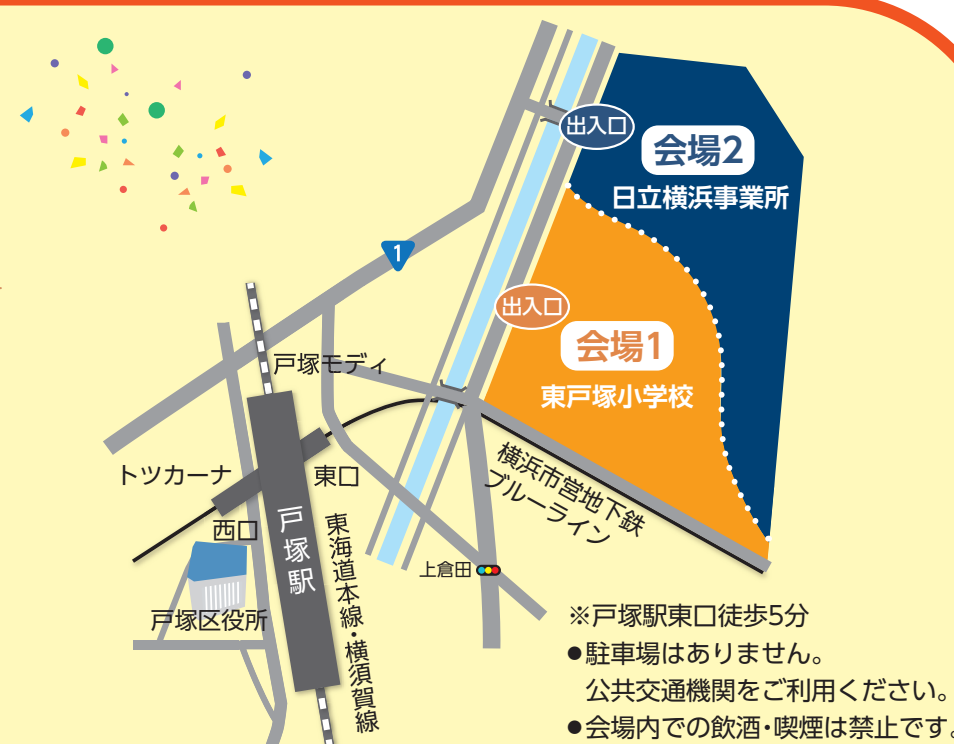 出入口
会場2
日立横浜事業所
1
出入口
会場1
東戸塚小学校
戸塚モディ
トツカーナ
東口
西口
戸塚駅
東海道本線・横須賀線
横浜市営地下鉄
ブルーライン
上倉田
戸塚区役所
※戸塚駅東口徒歩5分
●駐車場はありません。
公共交通機関をご利用ください。
●会場内での飲酒・喫煙は禁止です。